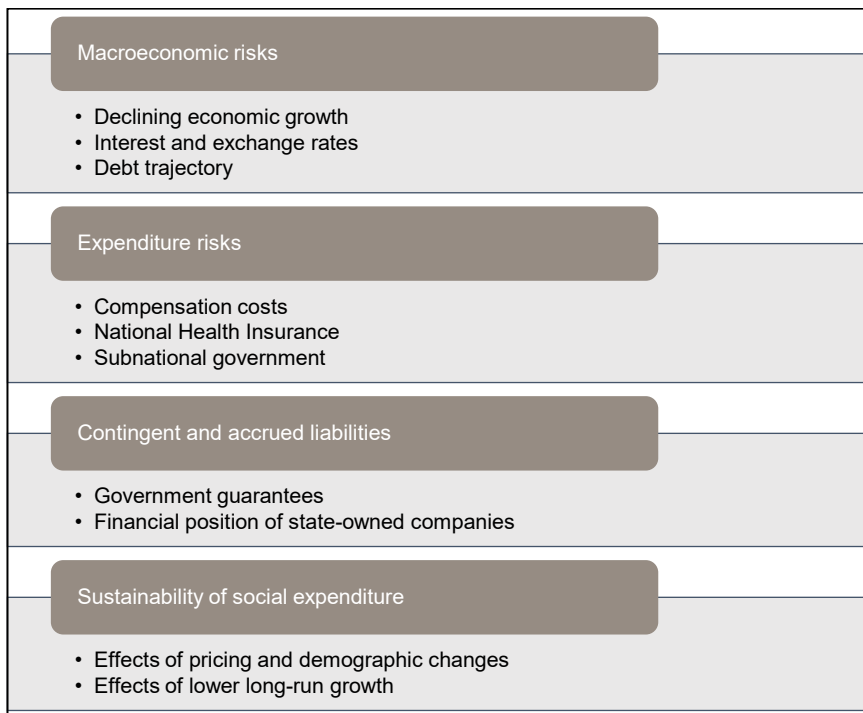 Macroeconomic risks
• Declining economic growth
• Interest and exchange rates
• Debt trajectory
Expenditure risks
• Compensation costs
• National Health Insurance
• Subnational government
Contingent and accrued liabilities
• Government guarantees
• Financial position of state-owned companies
Sustainability of social expenditure
• Effects of pricing and demographic changes
• Effects of lower long-run growth